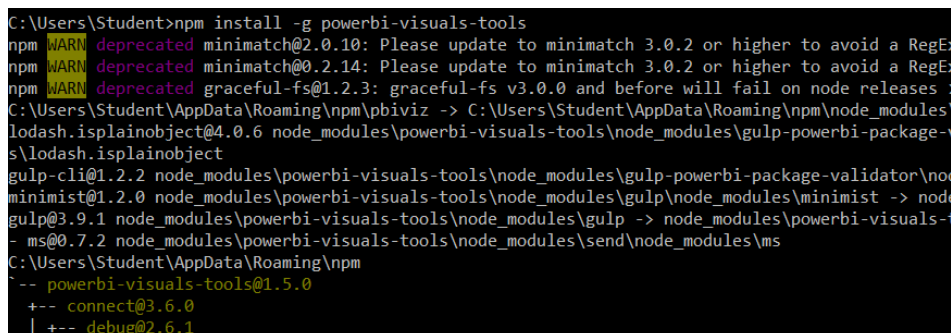 C:\Users\Student>npm install -g powerbi-visuals-tools
npm WARN deprecated minimatch@2.0.10: Please update to minimatch 3.0.2 or higher to avoid a RegEx
npm WARN deprecated minimatch@0.2.14: Please update to minimatch 3.0.2 or higher to avoid a RegEx
npm WARN deprecated graceful-fs@1.2.3: graceful-fs v3.0.0 and before will fail on node releases
C:\Users\Student\AppData\Roaming\npm\pbiviz -> C:\Users\Student\AppData\Roaming\npm\node_modules
lodash.isplainobject@4.0.6 node_modules\powerbi-visuals-tools\node_modules\gulp-powerbi-package-v
s\lodash.isplainobject
gulp-cli@1.2.2 node_modules\powerbi-visuals-tools\node_modules\gulp-powerbi-package-validator\nod
minimist@1.2.0 node_modules\powerbi-visuals-tools\node_modules\gulp\node_modules\minimist -> node
gulp@3.9.1 node_modules\powerbi-visuals-tools\node_modules\gulp -> node_modules\powerbi-visuals-t
- ms@0.7.2 node_modules\powerbi-visuals-tools\node_modules\send\node_modules\ms
C:\Users\Student\AppData\Roaming\npm
`-- powerbi-visuals-tools@1.5.0
  +-- connect@3.6.0
  | +-- debug@2.6.1